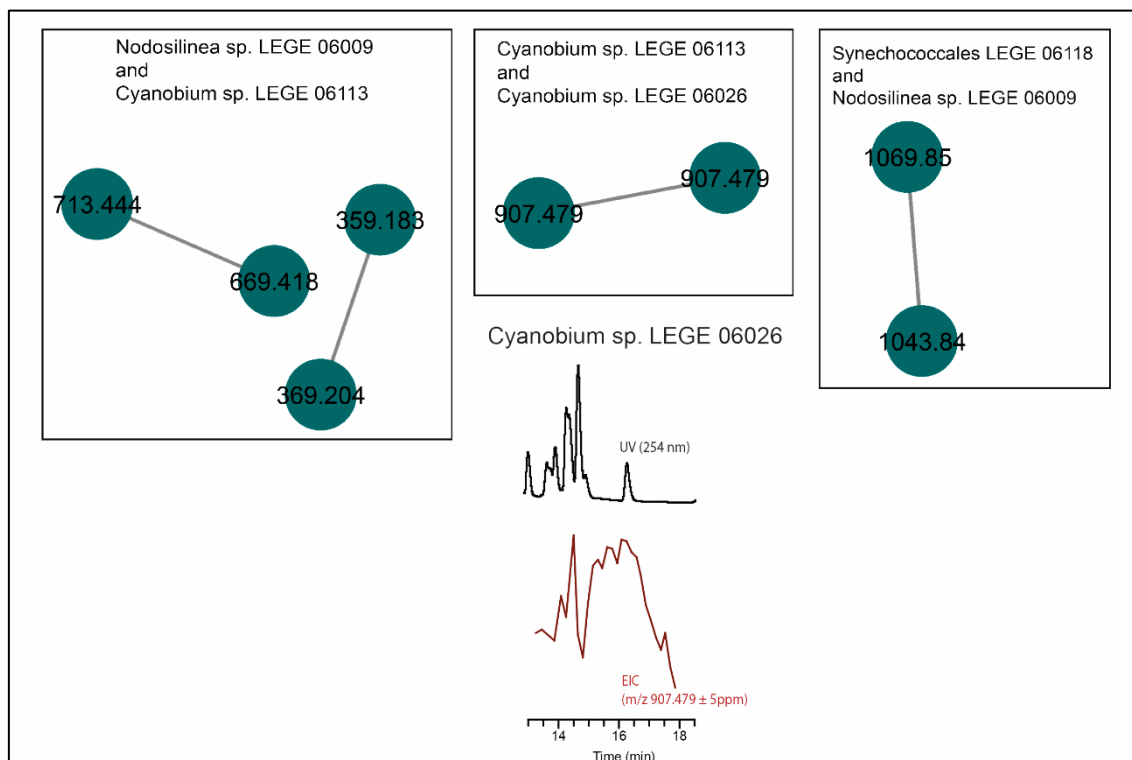 Nodosilinea sp. LEGE 06009
and
Cyanobium sp. LEGE 06113
713.444
359.183
669.418
369.204
Cyanobium sp. LEGE 06113
and
Cyanobium sp. LEGE 06026
907.479
907.479
Synechococcales LEGE 06118
and
Nodosilinea sp. LEGE 06009
1069.85
1043.84
Cyanobium sp. LEGE 06026
UV (254 nm)
EIC
(m/z 907.479 ± 5ppm)
14 16 18
Time (min)